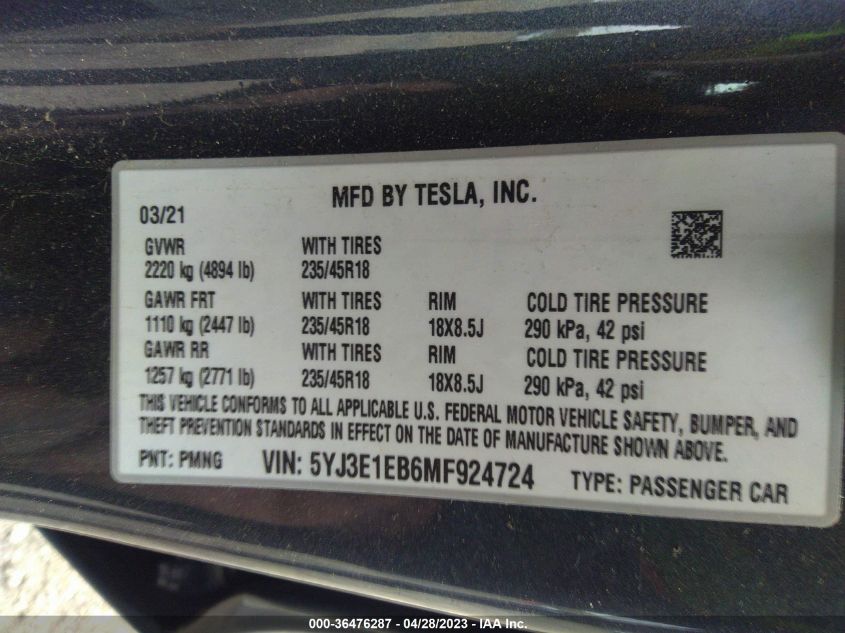 MFD BY TESLA, INC.
03/21
GVWR WITH TIRES
2220 kg (4894 lb) 235/45R18
GAWR FRT WITH TIRES RIM COLD TIRE PRESSURE
1110 kg (2447 lb) 235/45R18 18X8.5J 290 kPa, 42 psi
GAWR RR WITH TIRES RIM COLD TIRE PRESSURE
1257 kg (2771 lb) 235/45R18 18X8.5J 290 kPa, 42 psi
THIS VEHICLE CONFORMS TO ALL APPLICABLE U.S. FEDERAL MOTOR VEHICLE SAFETY, BUMPER, AND
THEFT PREVENTION STANDARDS IN EFFECT ON THE DATE OF MANUFACTURE SHOWN ABOVE.
PNT: PMNG VIN: 5YJ3E1EB6MF924724 TYPE: PASSENGER CAR
000-36476287 - 04/28/2023 - IAA, Inc.